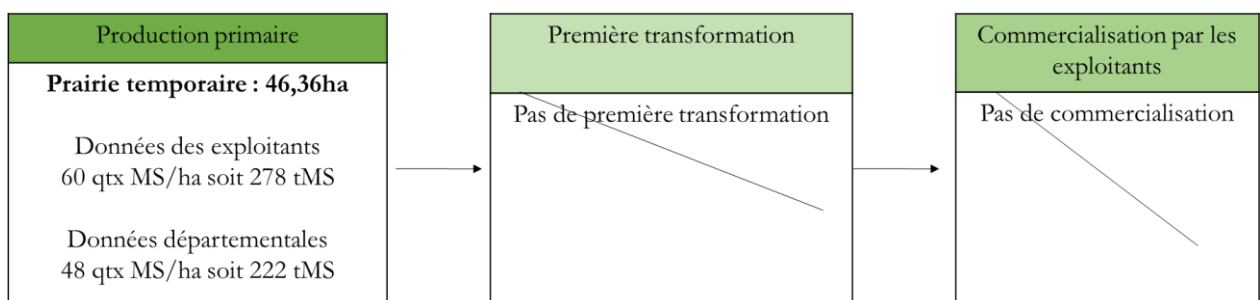 Production primaire
Prairie temporaire : 46,36ha
Données des exploitants
60 qtx MS/ha soit 278 tMS
Données départementales
48 qtx MS/ha soit 222 tMS
Première transformation
Pas de première transformation
Commercialisation par les
exploitants
Pas de commercialisation